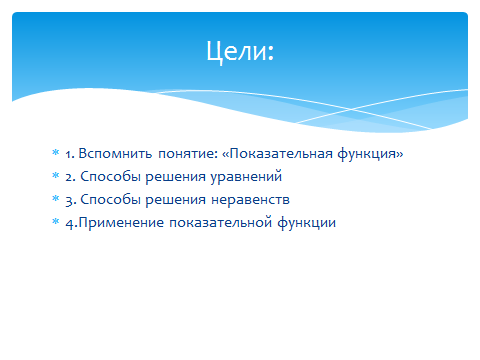 Цели:
1. Вспомнить понятие: «Показательная функция»
2. Способы решения уравнений
3. Способы решения неравенств
4.Применение показательной функции